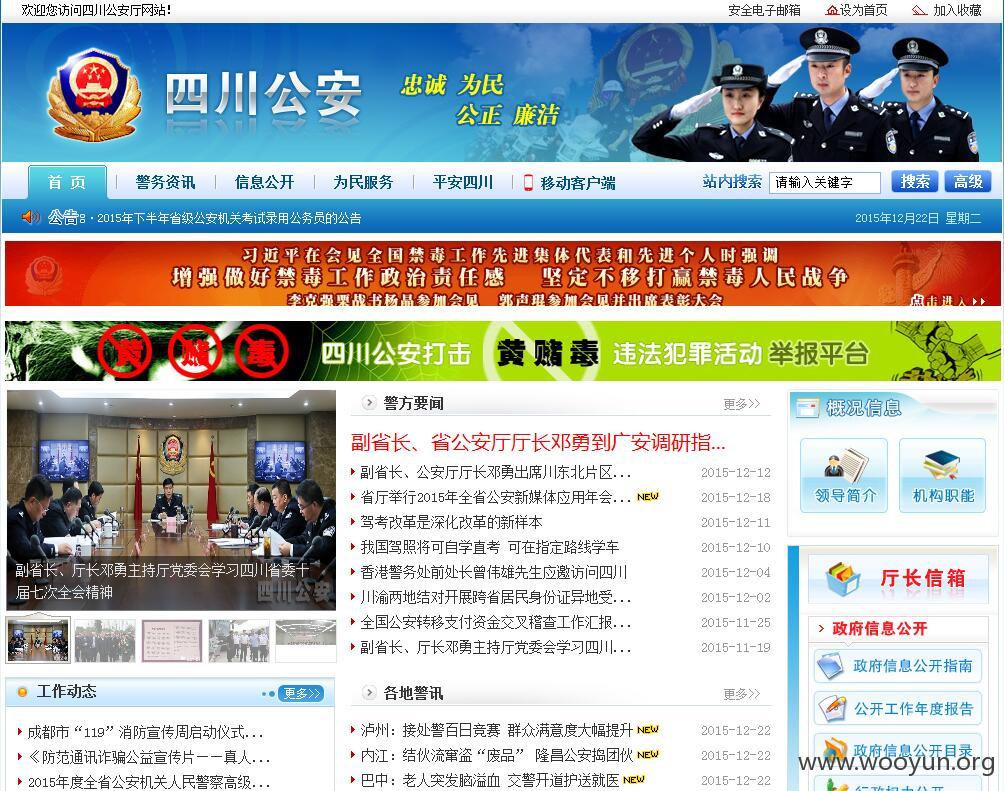 欢迎您访问四川公安厅网站！
安全电子邮箱 设为首页 加入收藏
四川公安
忠诚 为民
公正 廉洁
首 页 警务资讯 信息公开 为民服务 平安四川 移动客户端 站内搜索 请输入关键字 搜索 高级
公告 8 · 2015年下半年省级公安机关考试录用公务员的公告
2015年12月22日 星期二
习近平在会见全国禁毒工作先进集体代表和先进个人时强调
增强做好禁毒工作政治责任感 坚定不移打赢禁毒人民战争
李克强栗战书杨晶参加会见 郭声琨参加会见并出席表彰大会
点击进入
黄 赌 毒 四川公安打击 黄赌毒 违法犯罪活动 举报平台
副省长、厅长邓勇主持厅党委会学习四川省委十
届七次全会精神
四川公安
工作动态 更多>>
成都市“119”消防宣传周启动仪式...
《防范通讯诈骗公益宣传片－－真人...
2015年度全省公安机关人民警察高级...
警方要闻 更多>>
副省长、省公安厅厅长邓勇到广安调研指...
副省长、公安厅厅长邓勇出席川东北片区... 2015-12-12
省厅举行2015年全省公安新媒体应用年会... NEW 2015-12-18
驾考改革是深化改革的新样本 2015-12-11
我国驾照将可自学直考 可在指定路线学车 2015-12-10
香港警务处前处长曾伟雄先生应邀访问四川 2015-12-04
川渝两地结对开展跨省居民身份证异地受... 2015-12-02
全国公安转移支付资金交叉稽查工作汇报... 2015-11-25
副省长、厅长邓勇主持厅党委会学习四川... 2015-11-19
各地警讯 更多>>
泸州：接处警百日竞赛 群众满意度大幅提升 NEW 2015-12-22
内江：结伙流窜盗“废品” 隆昌公安捣团伙 NEW 2015-12-22
巴中：老人突发脑溢血 交警开道护送就医 NEW 2015-12-22
概况信息
领导简介 机构职能
厅长信箱
政府信息公开
政府信息公开指南
公开工作年度报告
政府信息公开目录
行政权力公开
www.wooyun.org